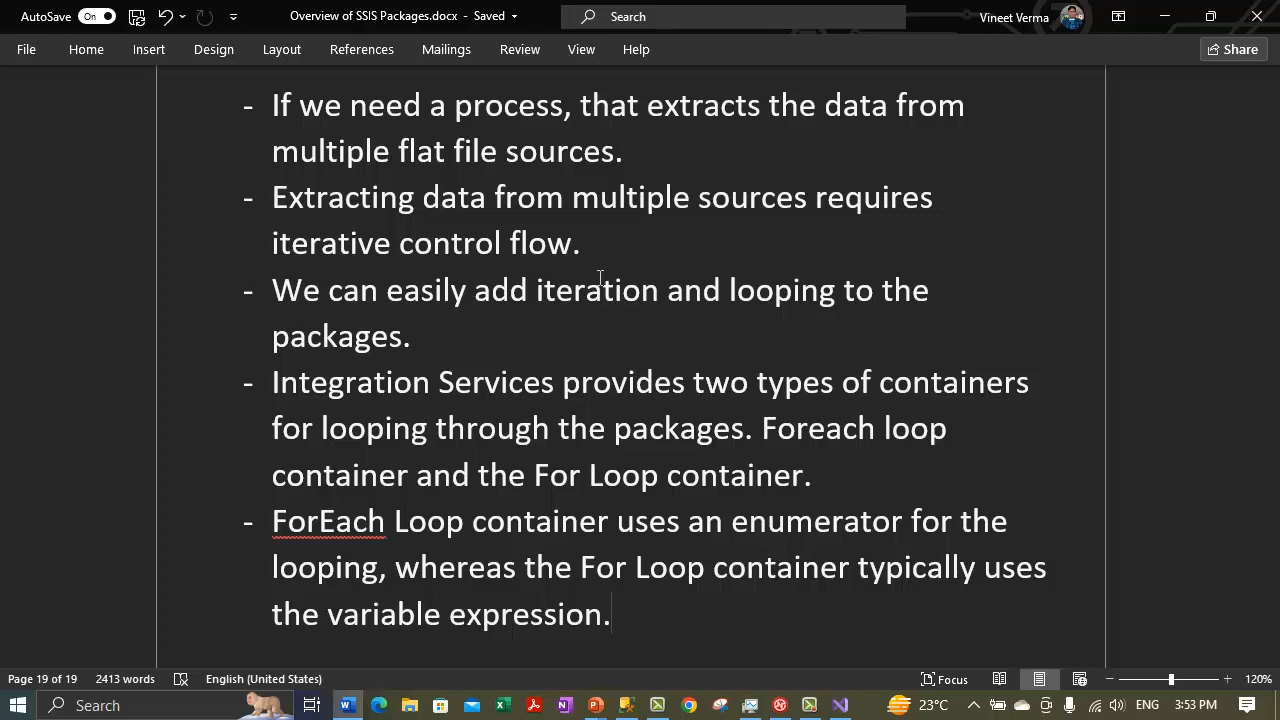 AutoSave On Overview of SSIS Packages.docx - Saved Search Vineet Verma
File Home Insert Design Layout References Mailings Review View Help Share
- If we need a process, that extracts the data from
multiple flat file sources.
- Extracting data from multiple sources requires
iterative control flow.
- We can easily add iteration and looping to the
packages.
- Integration Services provides two types of containers
for looping through the packages. Foreach loop
container and the For Loop container.
- ForEach Loop container uses an enumerator for the
looping, whereas the For Loop container typically uses
the variable expression.
Page 19 of 19 2413 words English (United States) Focus 120%
Search 23°C ENG 3:53 PM